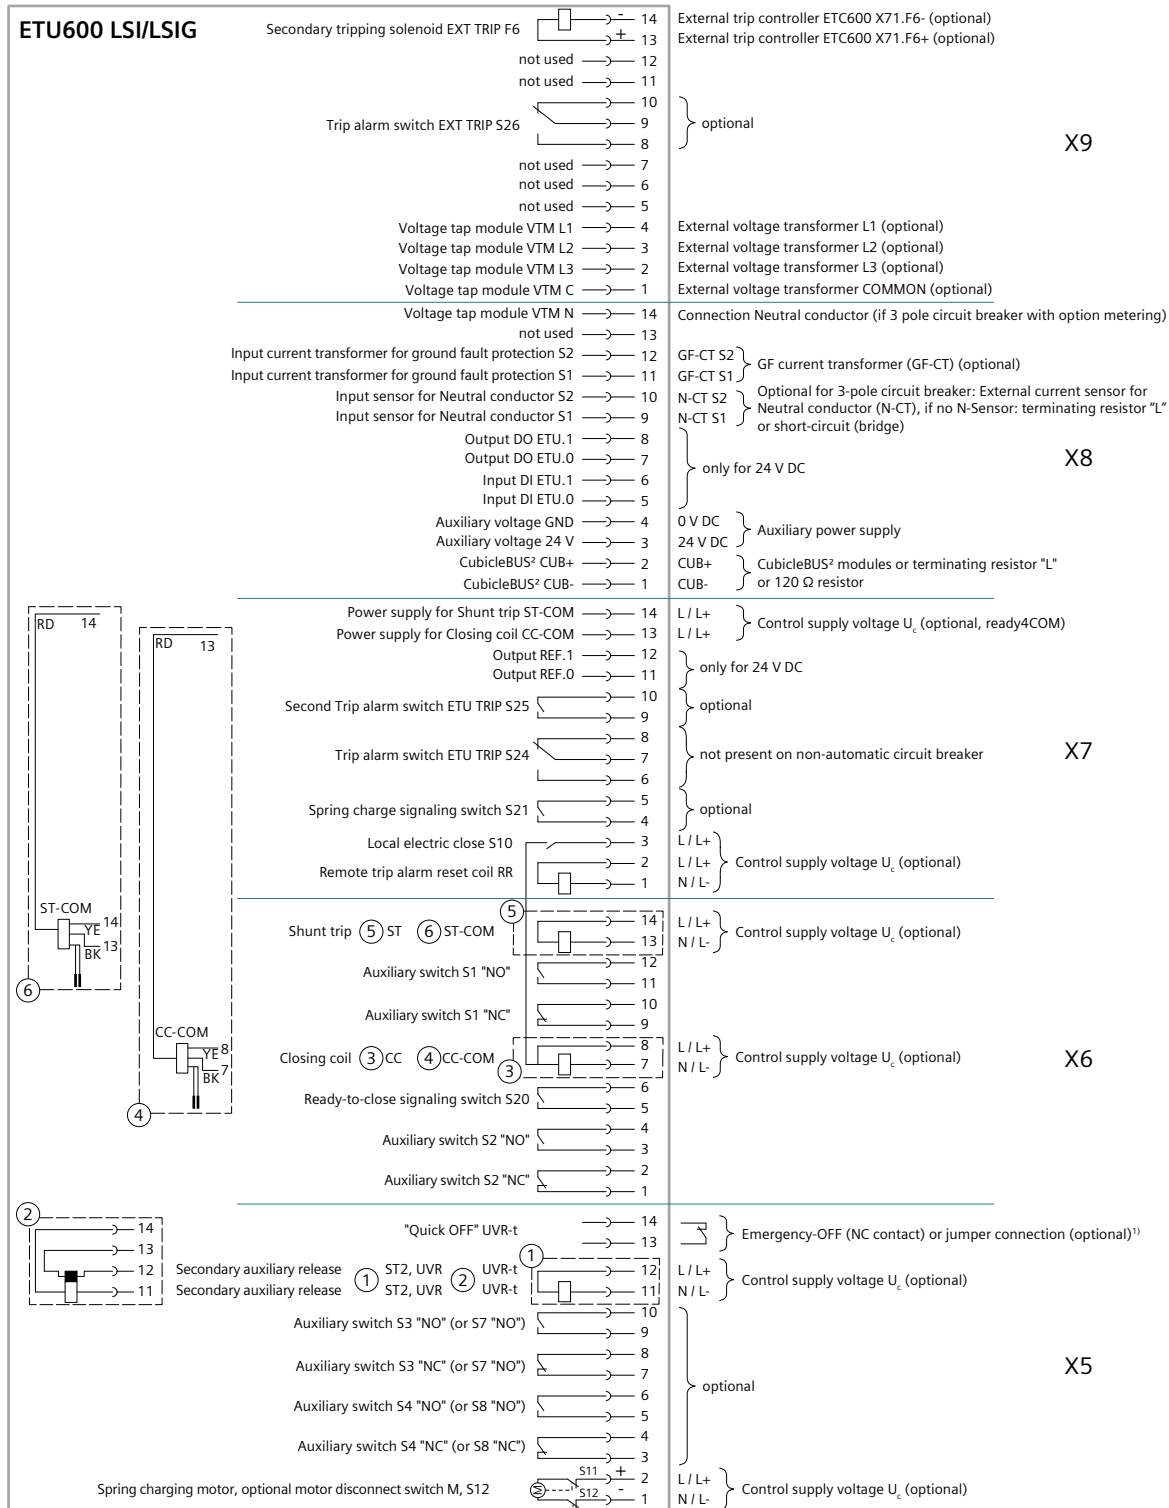 ETU600 LSI/LSIG
Secondary tripping solenoid EXT TRIP F6 - 14 External trip controller ETC600 X71.F6- (optional)
+ 13 External trip controller ETC600 X71.F6+ (optional)
not used 12
not used 11
10
Trip alarm switch EXT TRIP S26 9 optional
8
X9
not used 7
not used 6
not used 5
Voltage tap module VTM L1 4 External voltage transformer L1 (optional)
Voltage tap module VTM L2 3 External voltage transformer L2 (optional)
Voltage tap module VTM L3 2 External voltage transformer L3 (optional)
Voltage tap module VTM C 1 External voltage transformer COMMON (optional)
Voltage tap module VTM N 14 Connection Neutral conductor (if 3 pole circuit breaker with option metering)
not used 13
Input current transformer for ground fault protection S2 12 GF-CT S2
GF current transformer (GF-CT) (optional)
Input current transformer for ground fault protection S1 11 GF-CT S1
Input sensor for Neutral conductor S2 10 N-CT S2
Input sensor for Neutral conductor S1 9 N-CT S1
Optional for 3-pole circuit breaker: External current sensor for
Neutral conductor (N-CT), if no N-Sensor: terminating resistor "L"
or short-circuit (bridge)
Output DO ETU.1 8
Output DO ETU.0 7
only for 24 V DC
X8
Input DI ETU.1 6
Input DI ETU.0 5
Auxiliary voltage GND 4 0 V DC
Auxiliary power supply
Auxiliary voltage 24 V 3 24 V DC
CubicleBUS² CUB+ 2 CUB+ CubicleBUS² modules or terminating resistor "L"
CubicleBUS² CUB- 1 CUB- or 120 Ω resistor
Power supply for Shunt trip ST-COM 14 L / L+
Control supply voltage Uc (optional, ready4COM)
Power supply for Closing coil CC-COM 13 L / L+
Output REF.1 12
only for 24 V DC
Output REF.0 11
10
Second Trip alarm switch ETU TRIP S25 optional
9
8
Trip alarm switch ETU TRIP S24 7 not present on non-automatic circuit breaker
X7
6
5
Spring charge signaling switch S21 optional
4
Local electric close S10 3 L / L+
2 L / L+ Control supply voltage Uc (optional)
Remote trip alarm reset coil RR
1 N / L-
RD 14
RD 13
ST-COM
14
YE
13
BK
6
CC-COM
8
YE
7
BK
4
5
14 L / L+
Shunt trip 5 ST 6 ST-COM Control supply voltage Uc (optional)
13 N / L-
12
Auxiliary switch S1 "NO"
11
10
Auxiliary switch S1 "NC"
9
8 L / L+
Closing coil 3 CC 4 CC-COM Control supply voltage Uc (optional)
7 N / L-
3
X6
6
Ready-to-close signaling switch S20
5
4
Auxiliary switch S2 "NO"
3
2
Auxiliary switch S2 "NC"
1
2
14
13
12
11
14
"Quick OFF" UVR-t Emergency-OFF (NC contact) or jumper connection (optional)1)
13
1
Secondary auxiliary release 1 ST2, UVR 2 UVR-t 12 L / L+
Control supply voltage Uc (optional)
Secondary auxiliary release ST2, UVR UVR-t 11 N / L-
10
Auxiliary switch S3 "NO" (or S7 "NO")
9
8
Auxiliary switch S3 "NC" (or S7 "NO")
7
X5
optional
6
Auxiliary switch S4 "NO" (or S8 "NO")
5
4
Auxiliary switch S4 "NC" (or S8 "NC")
3
S11 + 2 L / L+
Spring charging motor, optional motor disconnect switch M, S12 M Control supply voltage Uc (optional)
S12 - 1 N / L-